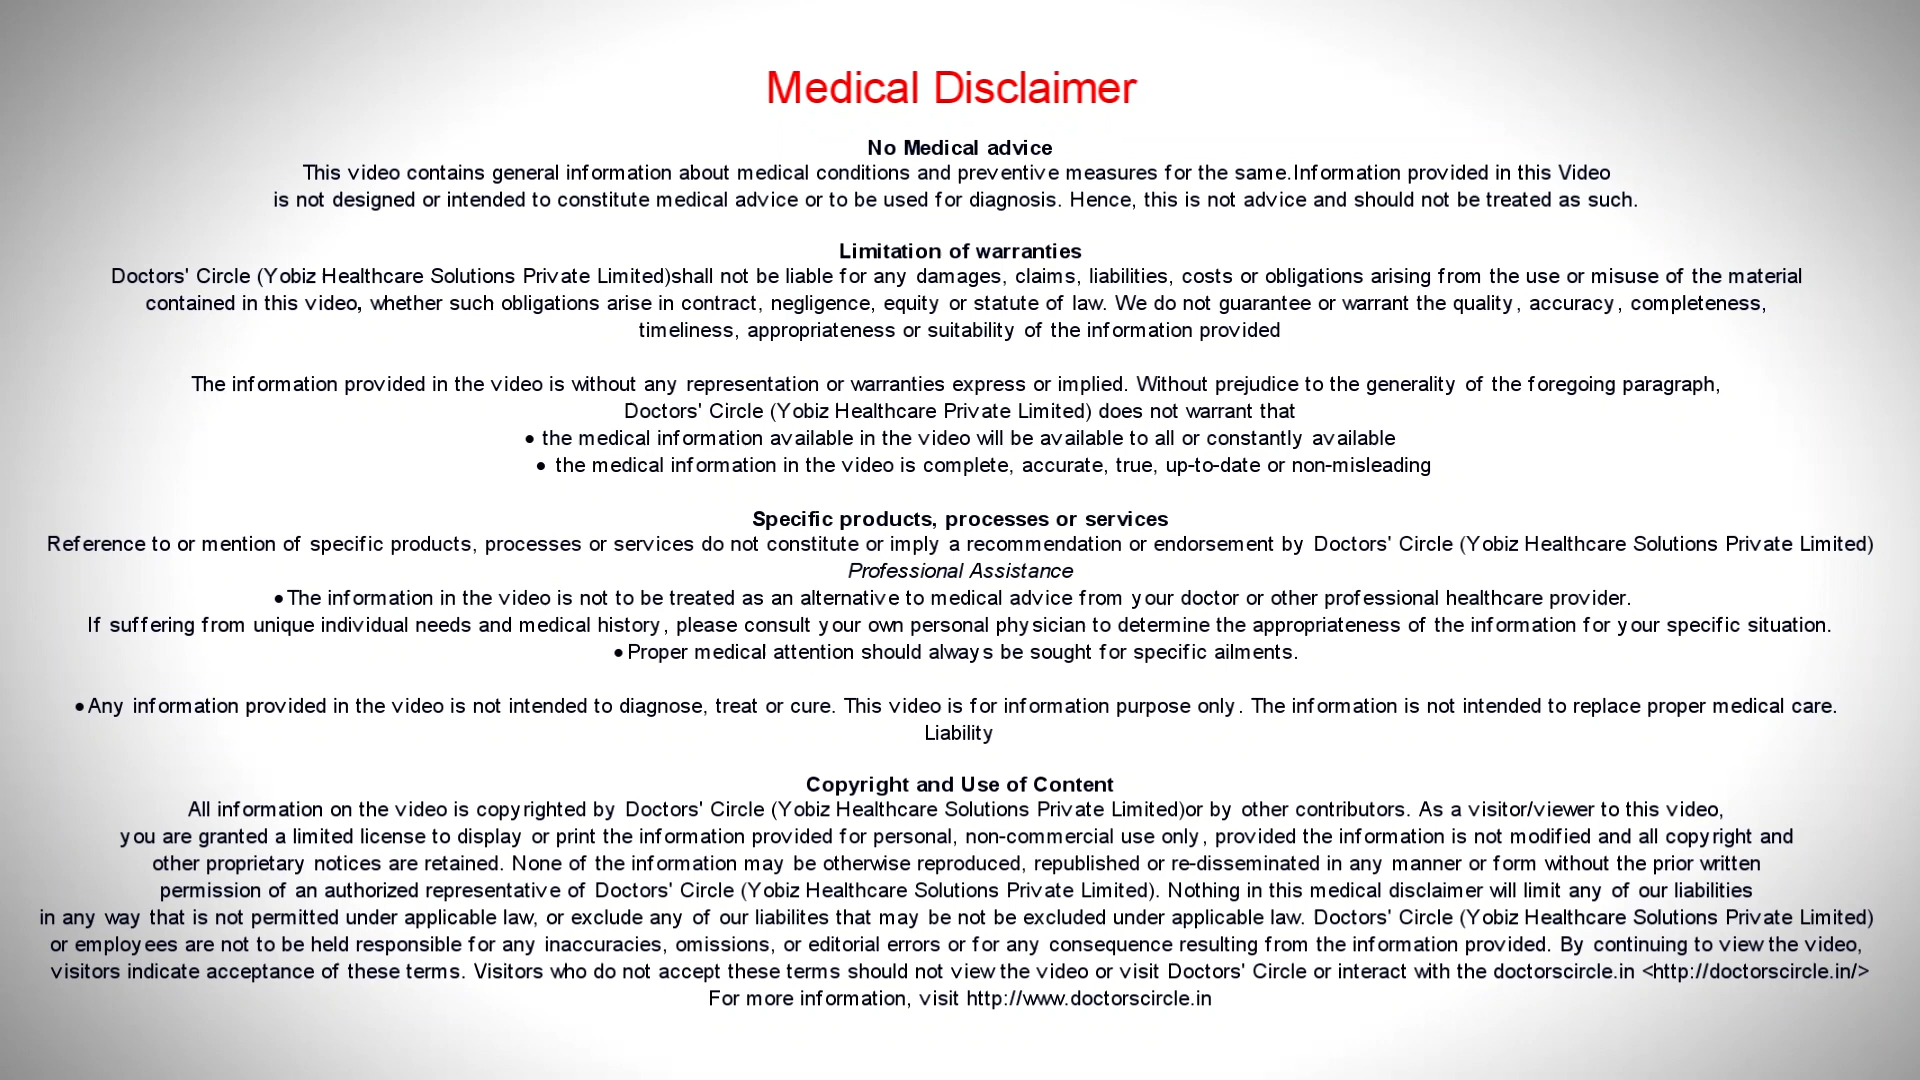 Medical Disclaimer
No Medical advice
This video contains general information about medical conditions and preventive measures for the same.Information provided in this Video
is not designed or intended to constitute medical advice or to be used for diagnosis. Hence, this is not advice and should not be treated as such.
Limitation of warranties
Doctors' Circle (Yobiz Healthcare Solutions Private Limited)shall not be liable for any damages, claims, liabilities, costs or obligations arising from the use or misuse of the material
contained in this video, whether such obligations arise in contract, negligence, equity or statute of law. We do not guarantee or warrant the quality, accuracy, completeness,
timeliness, appropriateness or suitability of the information provided
The information provided in the video is without any representation or warranties express or implied. Without prejudice to the generality of the foregoing paragraph,
Doctors' Circle (Yobiz Healthcare Private Limited) does not warrant that
• the medical information available in the video will be available to all or constantly available
• the medical information in the video is complete, accurate, true, up-to-date or non-misleading
Specific products, processes or services
Reference to or mention of specific products, processes or services do not constitute or imply a recommendation or endorsement by Doctors' Circle (Yobiz Healthcare Solutions Private Limited)
Professional Assistance
•The information in the video is not to be treated as an alternative to medical advice from your doctor or other professional healthcare provider.
If suffering from unique individual needs and medical history, please consult your own personal physician to determine the appropriateness of the information for your specific situation.
•Proper medical attention should always be sought for specific ailments.
•Any information provided in the video is not intended to diagnose, treat or cure. This video is for information purpose only. The information is not intended to replace proper medical care.
Liability
Copyright and Use of Content
All information on the video is copyrighted by Doctors' Circle (Yobiz Healthcare Solutions Private Limited)or by other contributors. As a visitor/viewer to this video,
you are granted a limited license to display or print the information provided for personal, non-commercial use only, provided the information is not modified and all copyright and
other proprietary notices are retained. None of the information may be otherwise reproduced, republished or re-disseminated in any manner or form without the prior written
permission of an authorized representative of Doctors' Circle (Yobiz Healthcare Solutions Private Limited). Nothing in this medical disclaimer will limit any of our liabilities
in any way that is not permitted under applicable law, or exclude any of our liabilites that may be not be excluded under applicable law. Doctors' Circle (Yobiz Healthcare Solutions Private Limited)
or employees are not to be held responsible for any inaccuracies, omissions, or editorial errors or for any consequence resulting from the information provided. By continuing to view the video,
visitors indicate acceptance of these terms. Visitors who do not accept these terms should not view the video or visit Doctors' Circle or interact with the doctorscircle.in <http://doctorscircle.in/>
For more information, visit http://www.doctorscircle.in